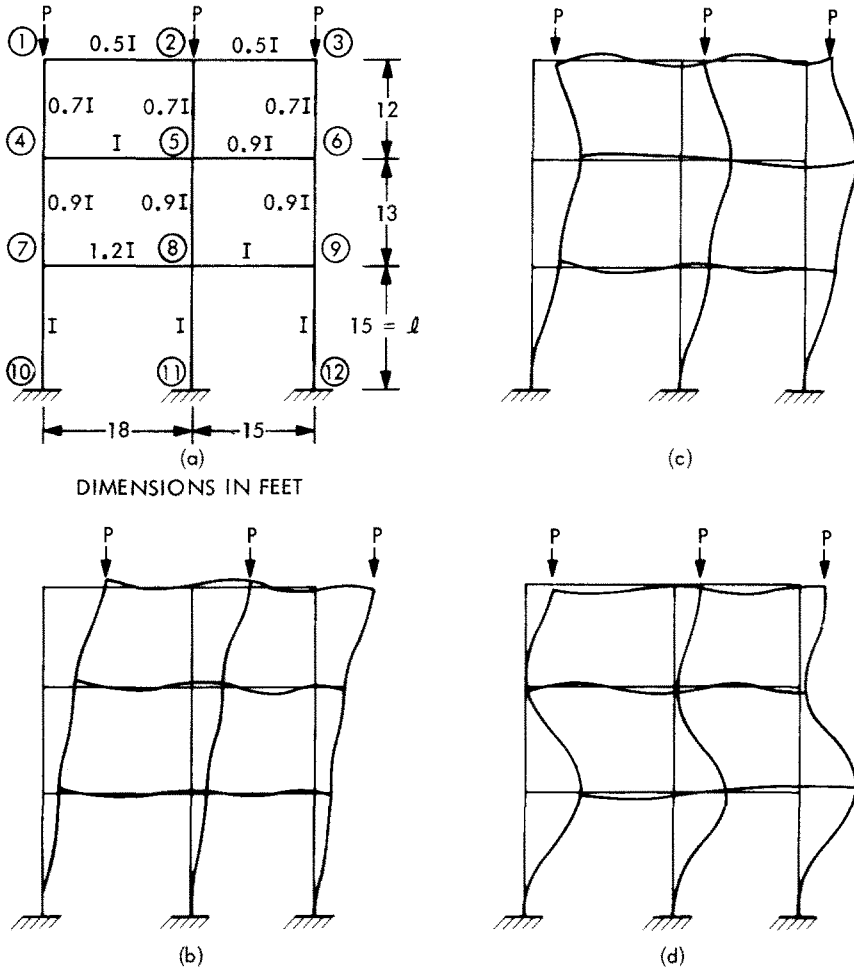 P P P
① ② ③
0.5I 0.5I
0.7I 0.7I 0.7I
12
④ ⑤ ⑥
I 0.9I
0.9I 0.9I 0.9I
13
⑦ ⑧ ⑨
1.2I I
I I I
15 = ℓ
⑩ ⑪ ⑫
18 15
(a)
DIMENSIONS IN FEET
P P P
(c)
P P P
(b)
P P P
(d)